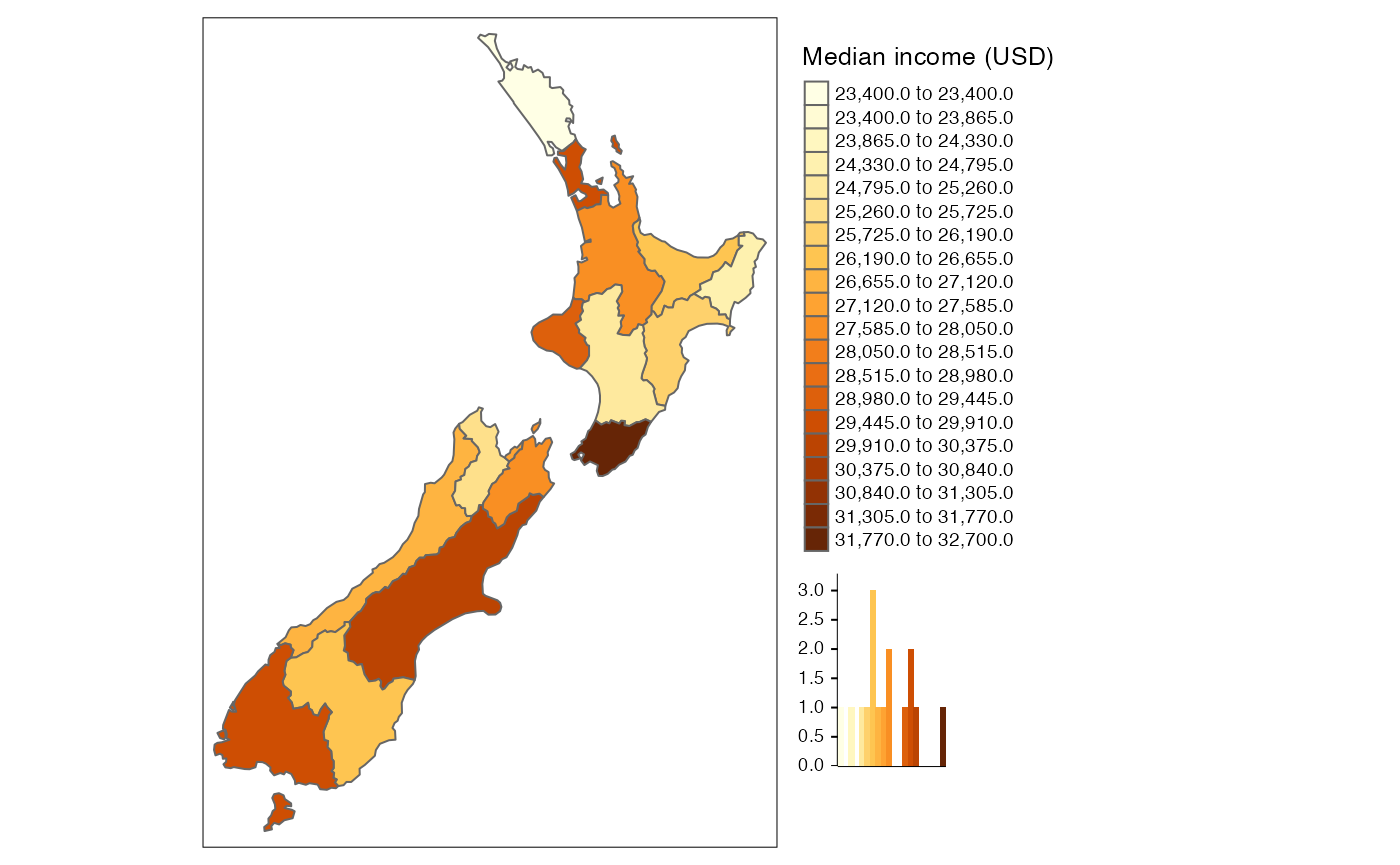 Median income (USD)
23,400.0 to 23,400.0
23,400.0 to 23,865.0
23,865.0 to 24,330.0
24,330.0 to 24,795.0
24,795.0 to 25,260.0
25,260.0 to 25,725.0
25,725.0 to 26,190.0
26,190.0 to 26,655.0
26,655.0 to 27,120.0
27,120.0 to 27,585.0
27,585.0 to 28,050.0
28,050.0 to 28,515.0
28,515.0 to 28,980.0
28,980.0 to 29,445.0
29,445.0 to 29,910.0
29,910.0 to 30,375.0
30,375.0 to 30,840.0
30,840.0 to 31,305.0
31,305.0 to 31,770.0
31,770.0 to 32,700.0
3.0
2.5
2.0
1.5
1.0
0.5
0.0